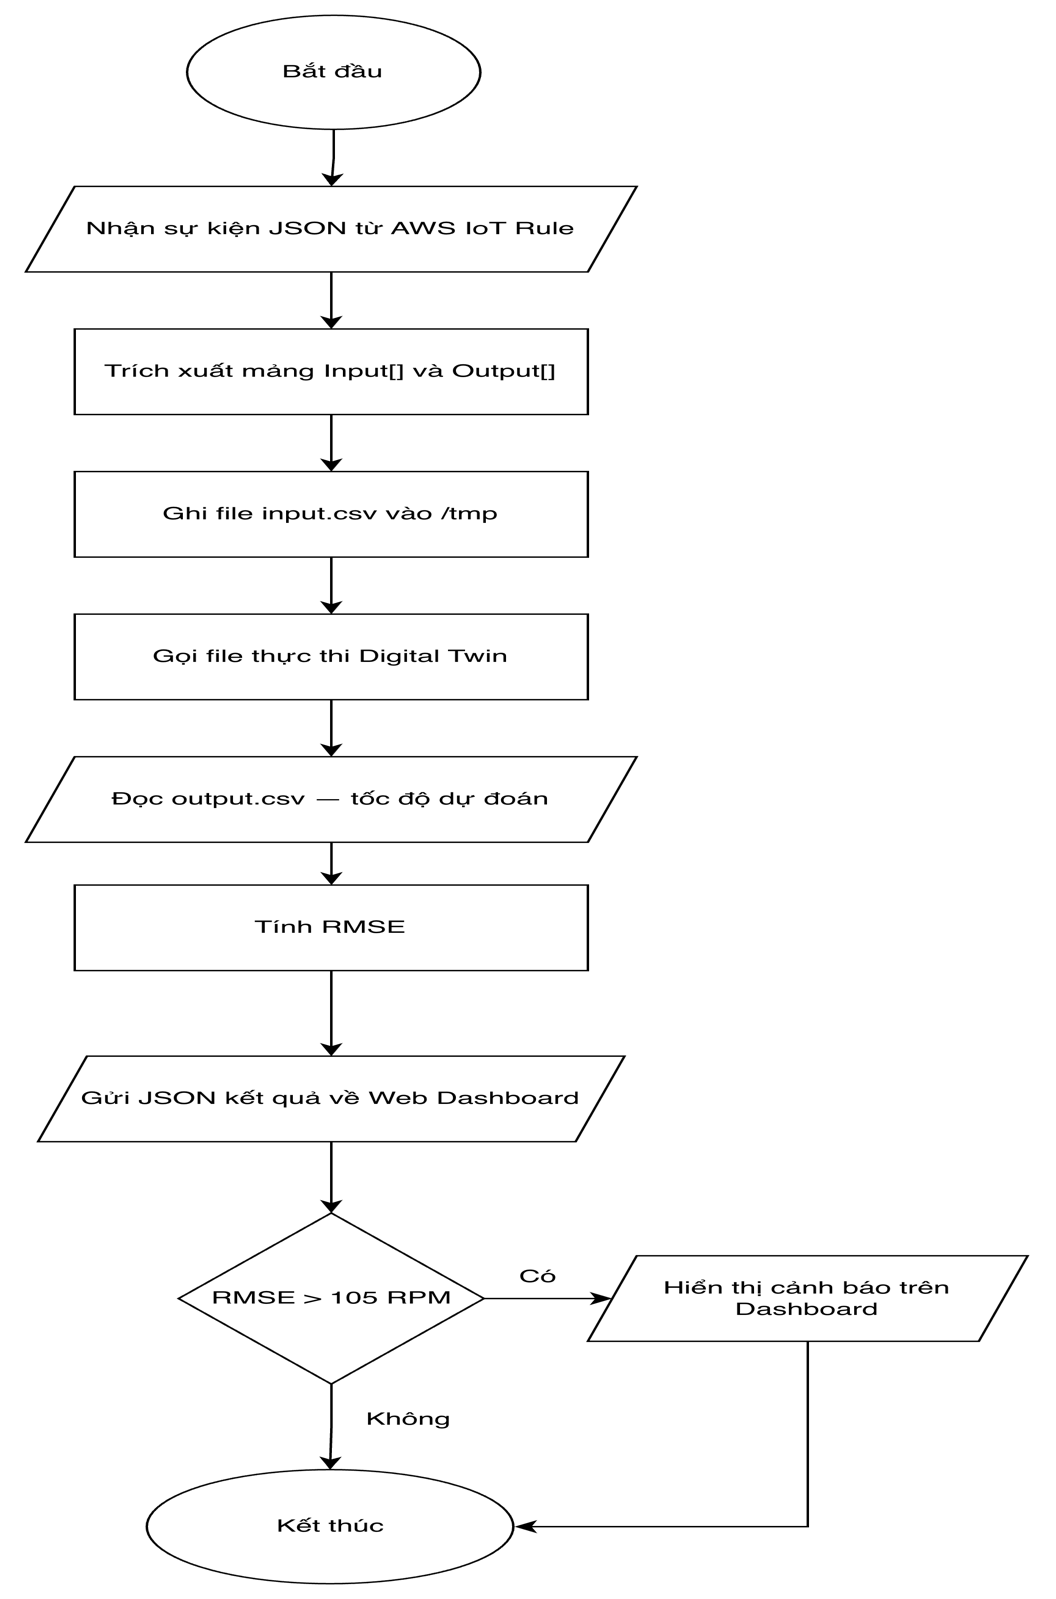 Bắt đầu
Nhận sự kiện JSON từ AWS IoT Rule
Trích xuất mảng Input[] và Output[]
Ghi file input.csv vào /tmp
Gọi file thực thi Digital Twin
Đọc output.csv — tốc độ dự đoán
Tính RMSE
Gửi JSON kết quả về Web Dashboard
RMSE > 105 RPM
Có
Hiển thị cảnh báo trên
Dashboard
Không
Kết thúc